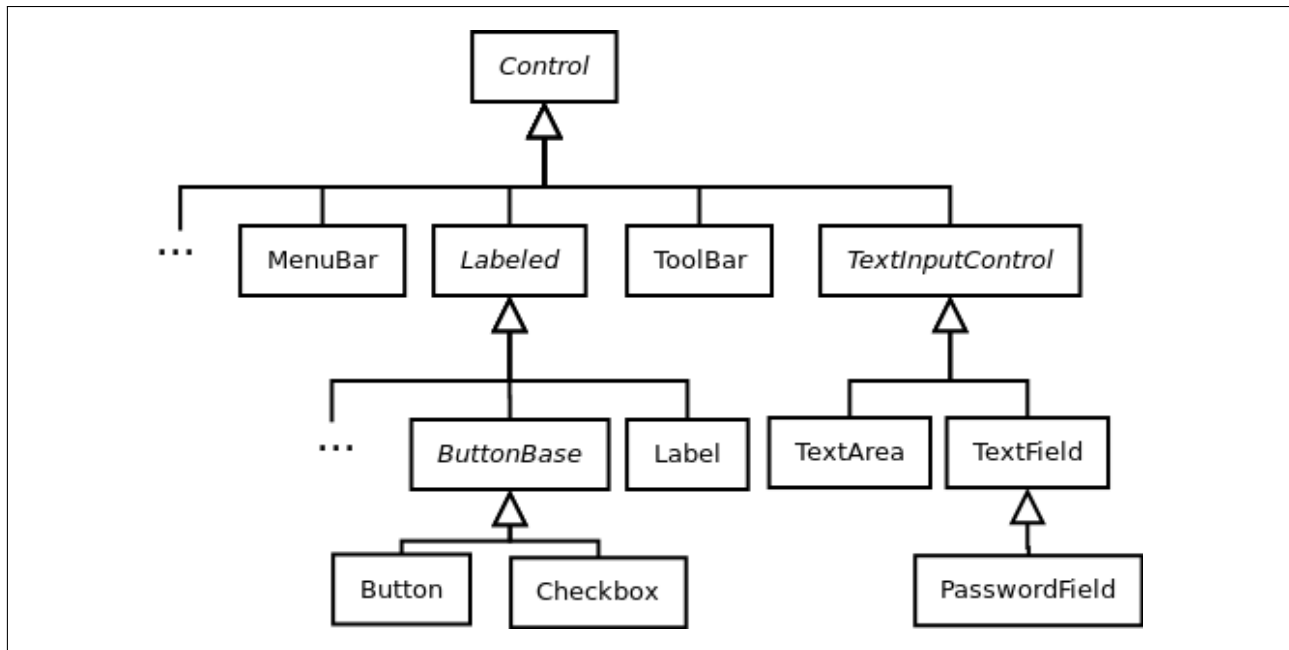 Control
...
MenuBar
Labeled
ToolBar
TextInputControl
...
ButtonBase
Label
TextArea
TextField
Button
Checkbox
PasswordField